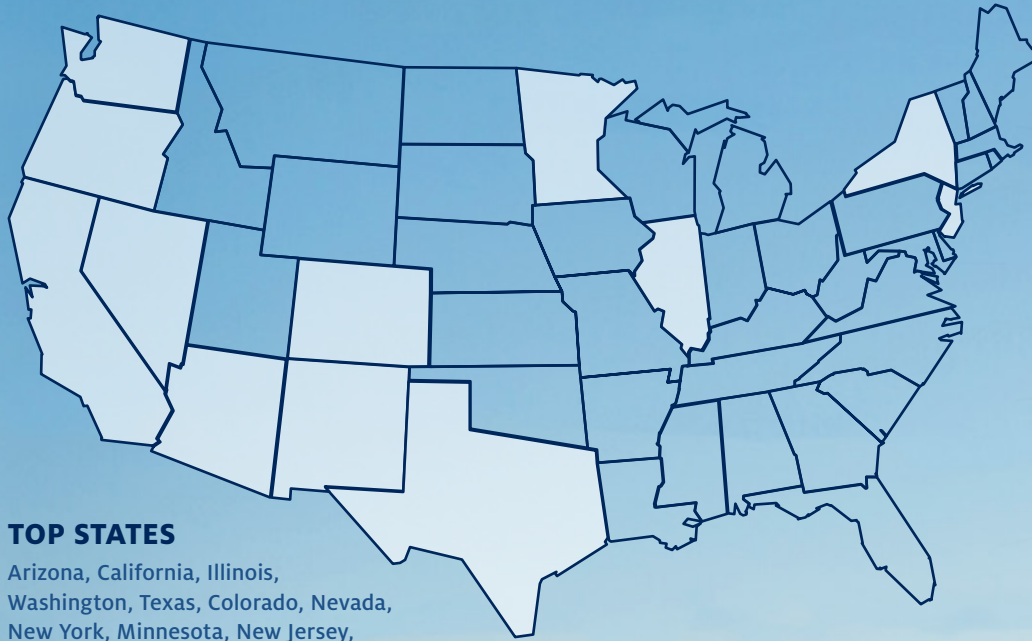 TOP STATES
Arizona, California, Illinois,
Washington, Texas, Colorado, Nevada,
New York, Minnesota, New Jersey,